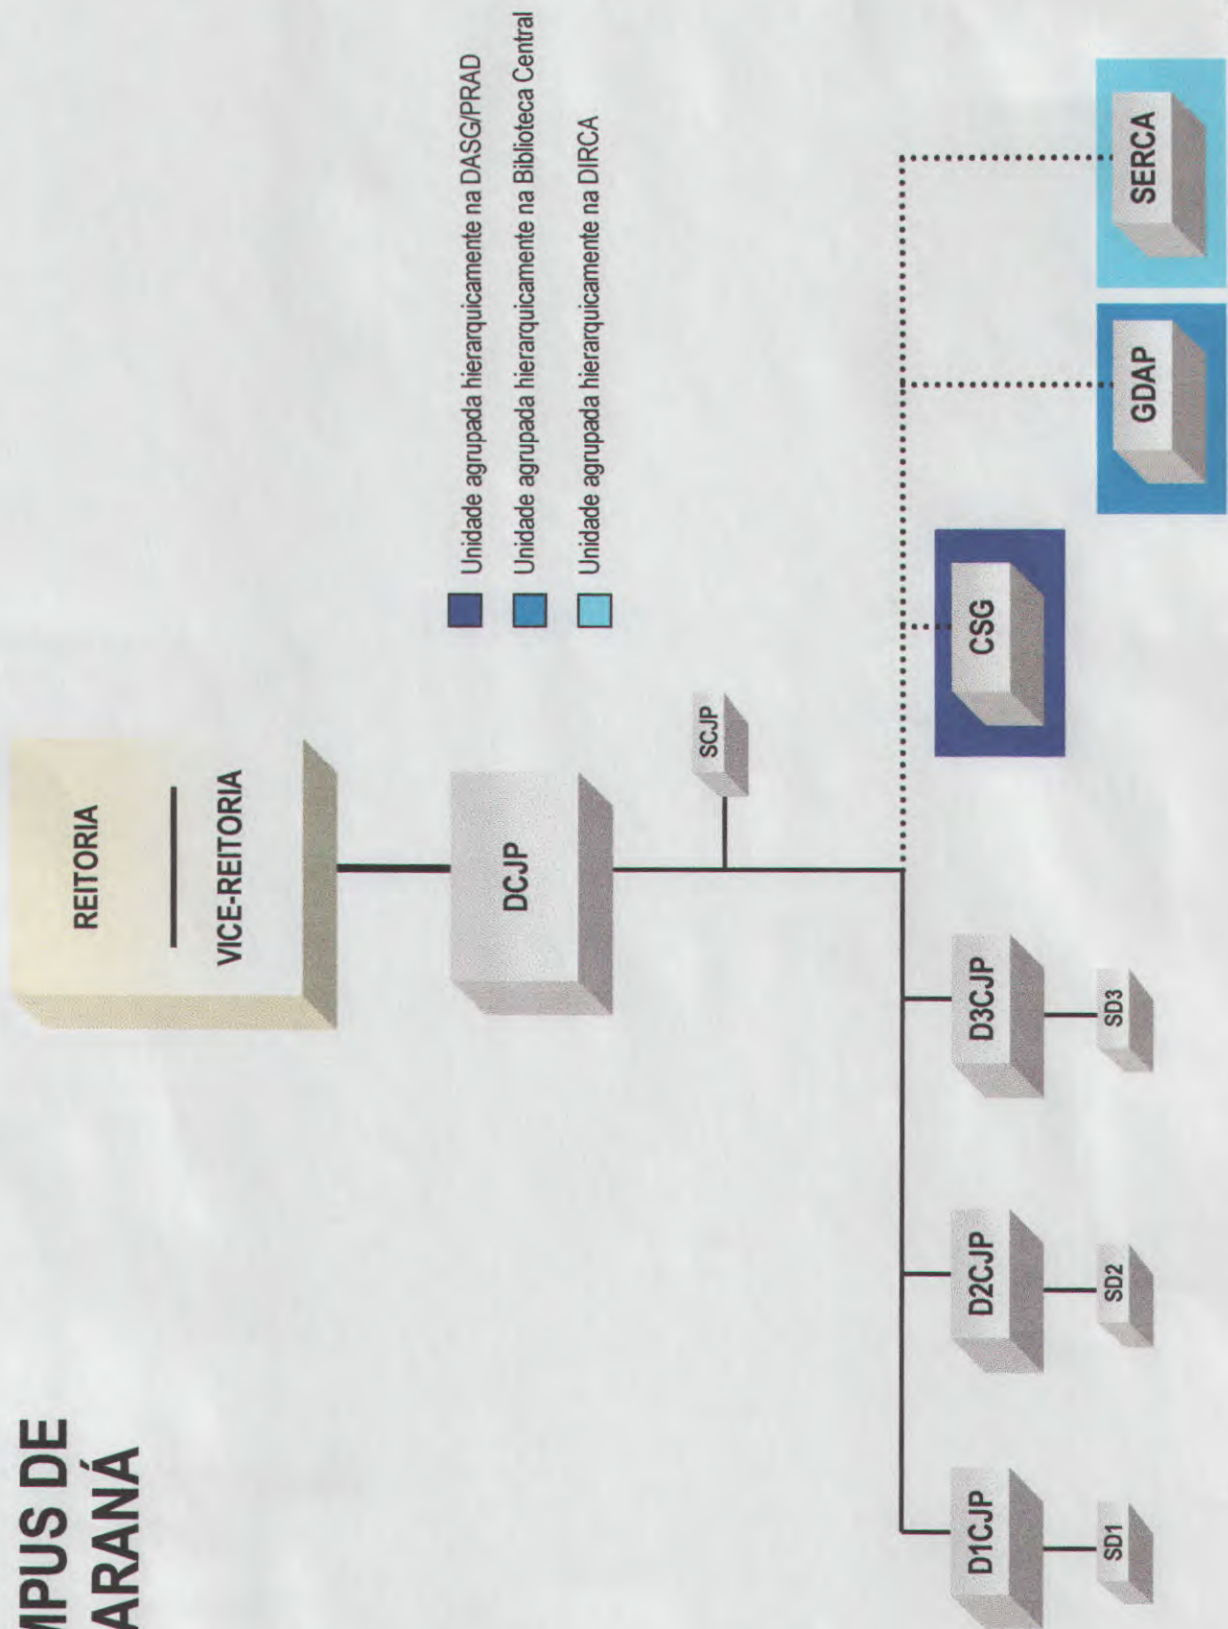 MPUS DE
ARANÁ
REITORIA
VICE-REITORIA
Unidade agrupada hierarquicamente na DASG/PRAD
Unidade agrupada hierarquicamente na Biblioteca Central
Unidade agrupada hierarquicamente na DIRCA
DCJP
SCJP
D1CJP
D2CJP
D3CJP
CSG
GDAP
SERCA
SD1
SD2
SD3